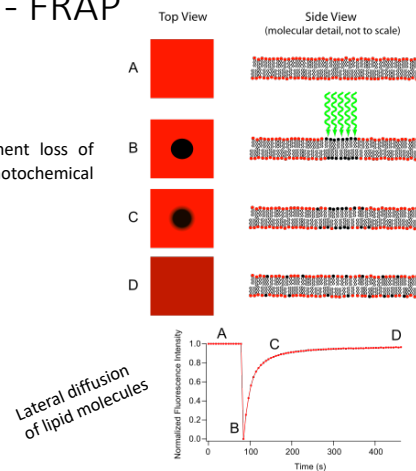 - FRAP
Top View
Side View
(molecular detail, not to scale)
A
B
ment loss of
otochemical
C
D
Normalized Fluorescence Intensity
1.0
0.8
0.6
0.4
0.2
0.0
A
B
C
D
0
100
200
300
400
Time (s)
Lateral diffusion
of lipid molecules